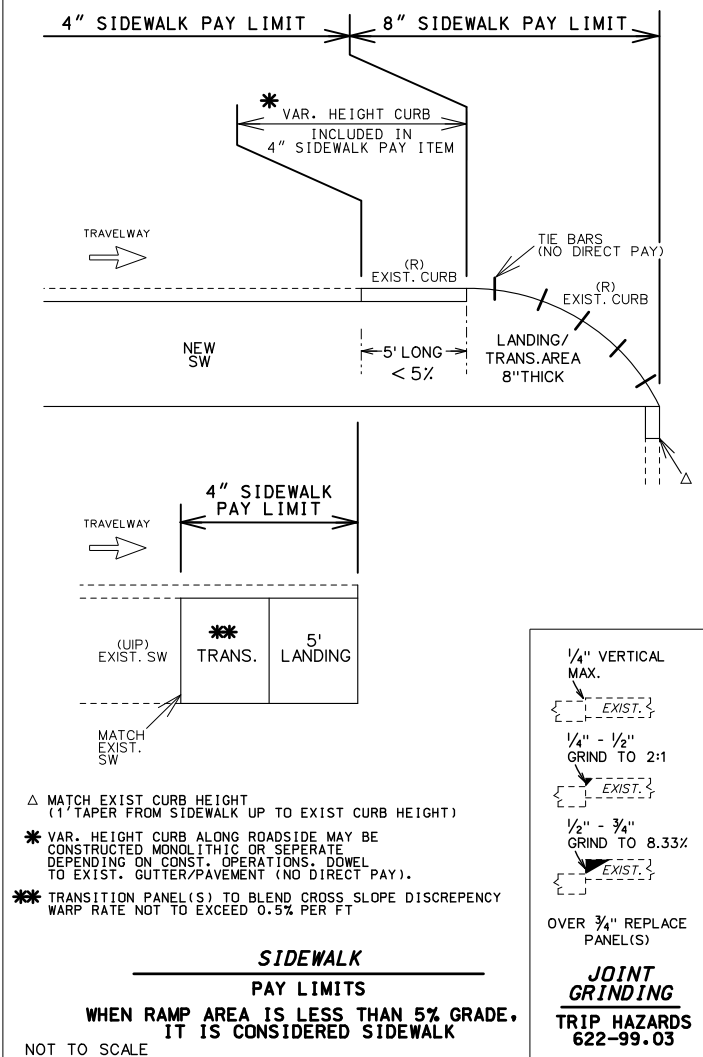 4" SIDEWALK PAY LIMIT
8" SIDEWALK PAY LIMIT
✱
VAR. HEIGHT CURB
INCLUDED IN
4" SIDEWALK PAY ITEM
TRAVELWAY
(R)
EXIST. CURB
TIE BARS
(NO DIRECT PAY)
(R)
EXIST. CURB
NEW
SW
5' LONG
< 5%
LANDING/
TRANS.AREA
8"THICK
△
4" SIDEWALK
PAY LIMIT
TRAVELWAY
(UIP)
EXIST. SW
✱✱
TRANS.
5'
LANDING
MATCH
EXIST.
SW
△ MATCH EXIST CURB HEIGHT
(1'TAPER FROM SIDEWALK UP TO EXIST CURB HEIGHT)
✱ VAR. HEIGHT CURB ALONG ROADSIDE MAY BE
CONSTRUCTED MONOLITHIC OR SEPERATE
DEPENDING ON CONST. OPERATIONS. DOWEL
TO EXIST. GUTTER/PAVEMENT (NO DIRECT PAY).
✱✱ TRANSITION PANEL(S) TO BLEND CROSS SLOPE DISCREPENCY
WARP RATE NOT TO EXCEED 0.5% PER FT
SIDEWALK
PAY LIMITS
WHEN RAMP AREA IS LESS THAN 5% GRADE,
IT IS CONSIDERED SIDEWALK
NOT TO SCALE
1/4" VERTICAL
MAX.
EXIST.
1/4" - 1/2"
GRIND TO 2:1
EXIST.
1/2" - 3/4"
GRIND TO 8.33%
EXIST.
OVER 3/4" REPLACE
PANEL(S)
JOINT
GRINDING
TRIP HAZARDS
622-99.03